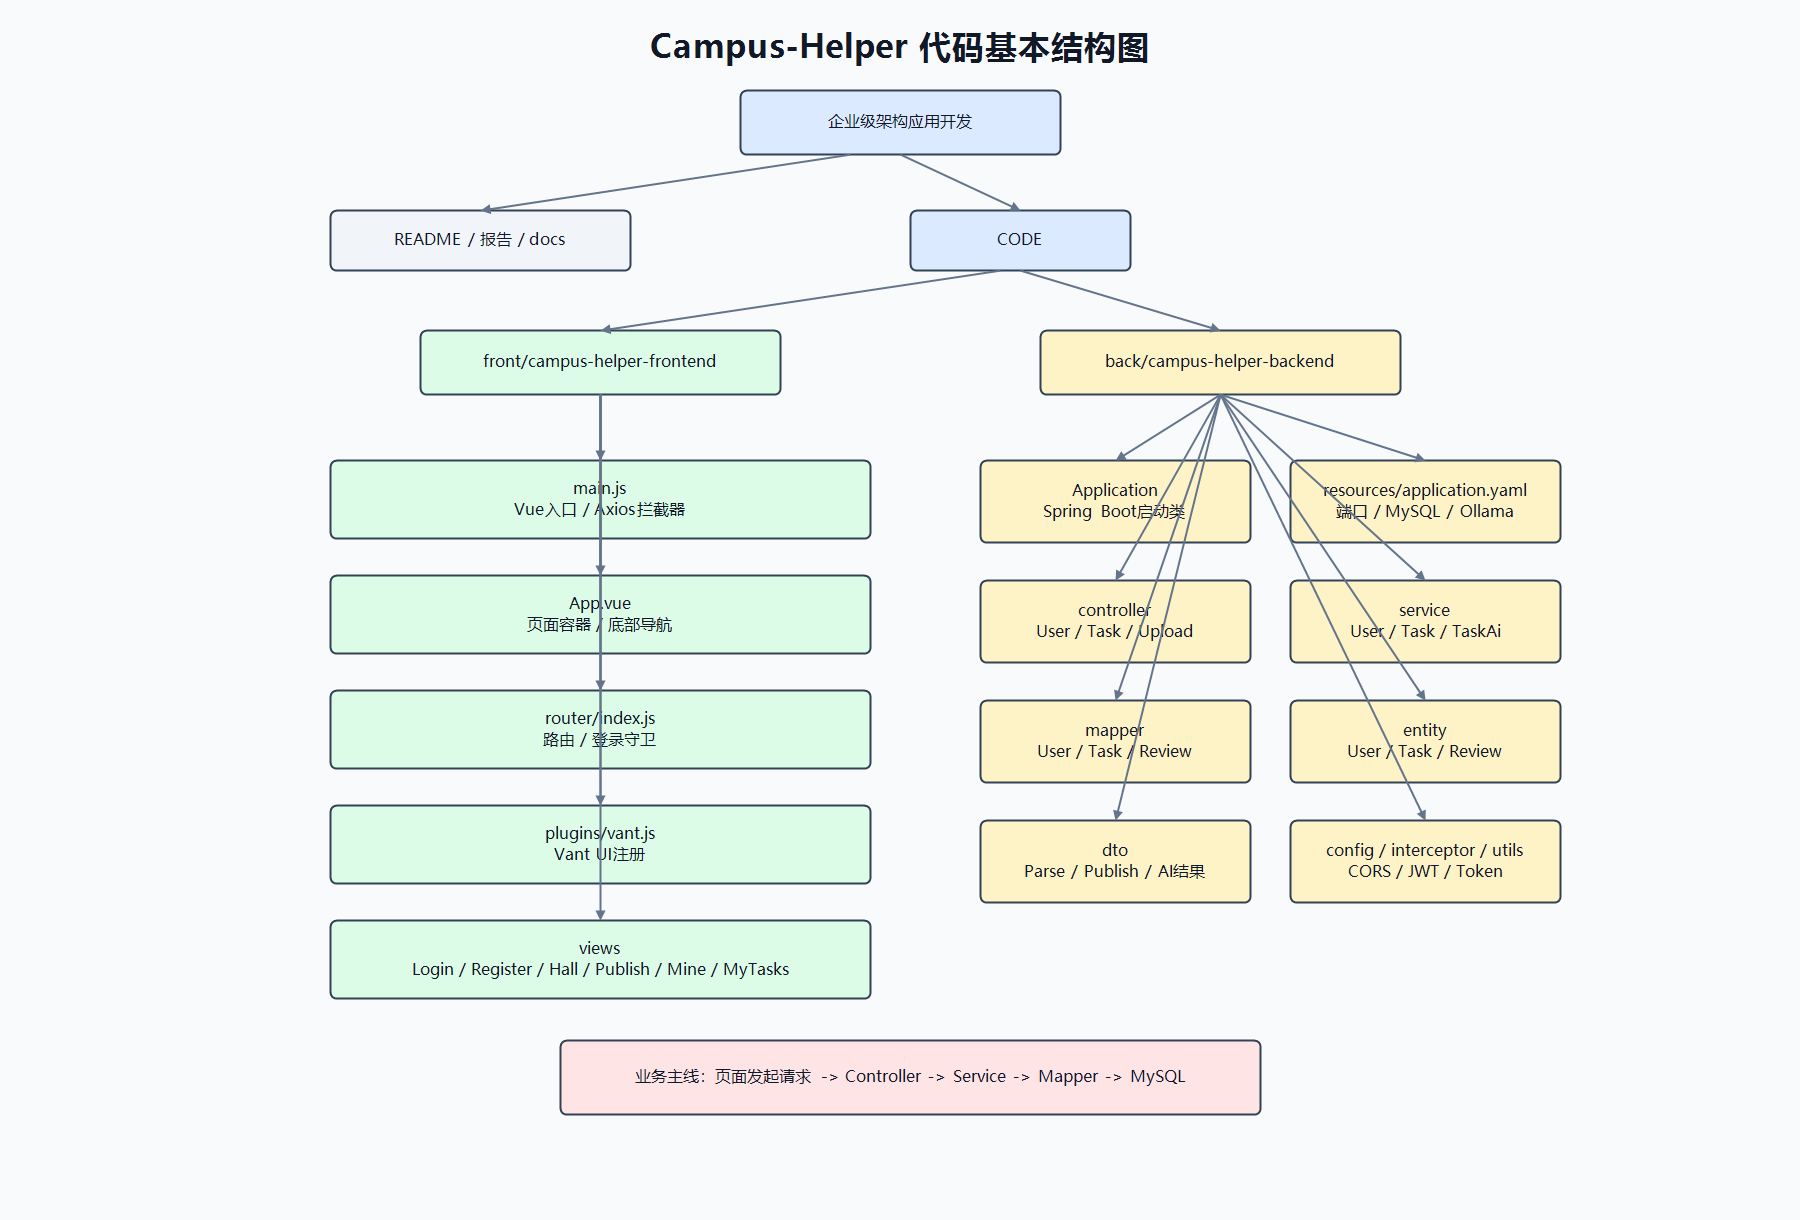 Campus-Helper 代码基本结构图
企业级架构应用开发
README / 报告 / docs
CODE
front/campus-helper-frontend
back/campus-helper-backend
main.js
Vue入口 / Axios拦截器
App.vue
页面容器 / 底部导航
router/index.js
路由 / 登录守卫
plugins/vant.js
Vant UI注册
views
Login / Register / Hall / Publish / Mine / MyTasks
Application
Spring Boot启动类
resources/application.yaml
端口 / MySQL / Ollama
controller
User / Task / Upload
service
User / Task / TaskAi
mapper
User / Task / Review
entity
User / Task / Review
dto
Parse / Publish / AI结果
config / interceptor / utils
CORS / JWT / Token
业务主线：页面发起请求 -> Controller -> Service -> Mapper -> MySQL